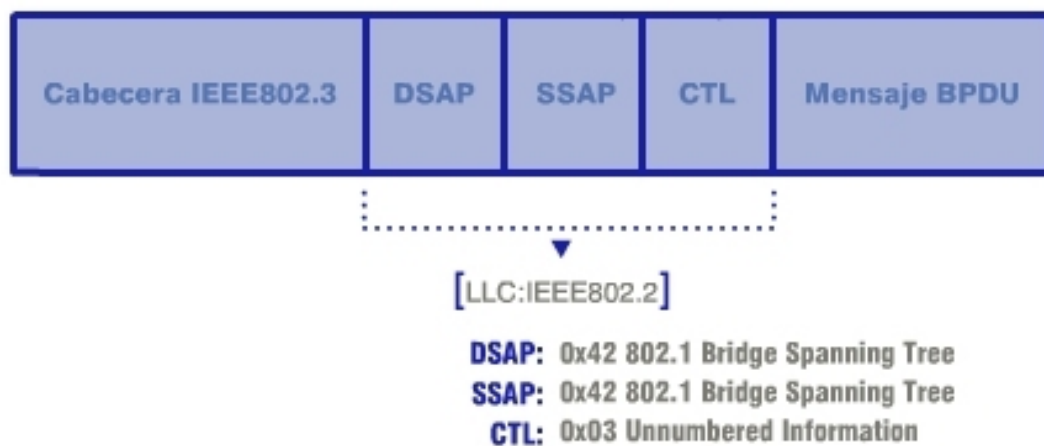 Cabecera IEEE802.3 DSAP SSAP CTL Mensaje BPDU
[LLC:IEEE802.2]
DSAP: 0x42 802.1 Bridge Spanning Tree
SSAP: 0x42 802.1 Bridge Spanning Tree
CTL: 0x03 Unnumbered Information